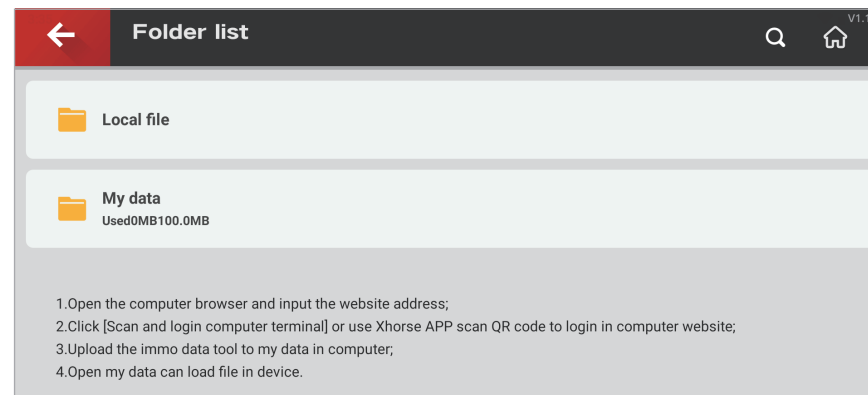 V1.1
Folder list
Local file
My data
Used0MB100.0MB
1.Open the computer browser and input the website address;
2.Click [Scan and login computer terminal] or use Xhorse APP scan QR code to login in computer website;
3.Upload the immo data tool to my data in computer;
4.Open my data can load file in device.